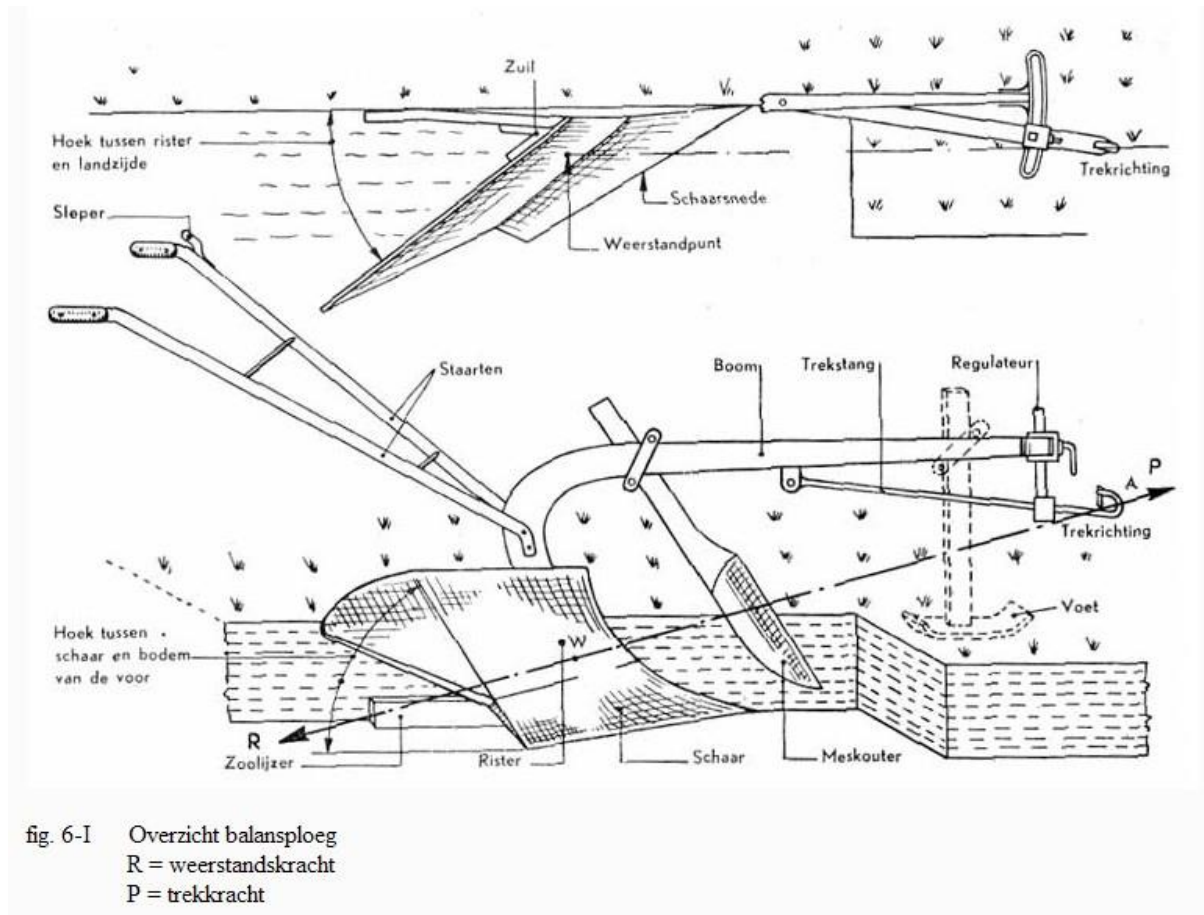 Zuil
Hoek tussen rister
en landzijde
Trekrichting
Schaarsnede
Sleper
Weerstandpunt
Staarten
Boom
Trekstang
Regulateur
P
A
Trekrichting
Voet
Hoek tussen
schaar en bodem
van de voor
W
R
Zoolijzer
Rister
Schaar
Meskouter
fig. 6-I Overzicht balansploeg
R = weerstandskracht
P = trekkracht